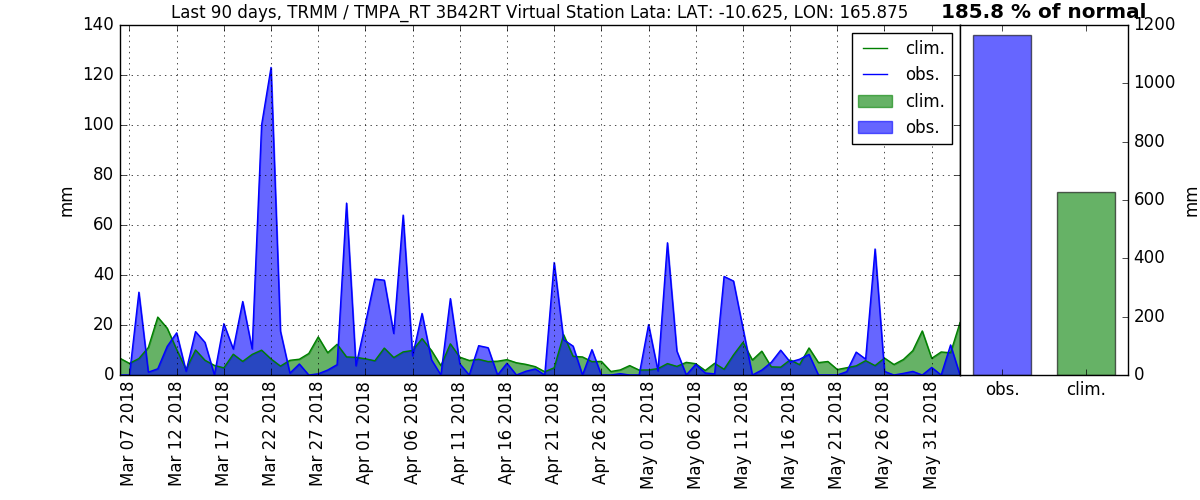 Last 90 days, TRMM / TMPA_RT 3B42RT Virtual Station Lata: LAT: -10.625, LON: 165.875
185.8 % of normal
140
120
100
80
60
40
20
0
mm
clim.
obs.
clim.
obs.
1200
1000
800
600
400
200
0
mm
obs.
clim.
Mar 07 2018
Mar 12 2018
Mar 17 2018
Mar 22 2018
Mar 27 2018
Apr 01 2018
Apr 06 2018
Apr 11 2018
Apr 16 2018
Apr 21 2018
Apr 26 2018
May 01 2018
May 06 2018
May 11 2018
May 16 2018
May 21 2018
May 26 2018
May 31 2018